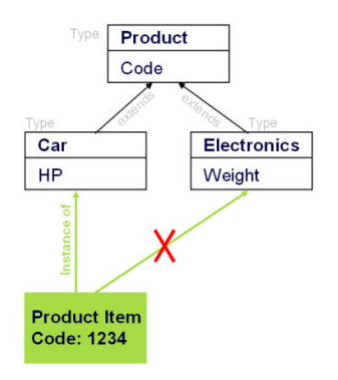 Type
Product
Code
extends
extends
Type
Type
Car
Electronics
HP
Weight
Instance of
Product Item
Code: 1234